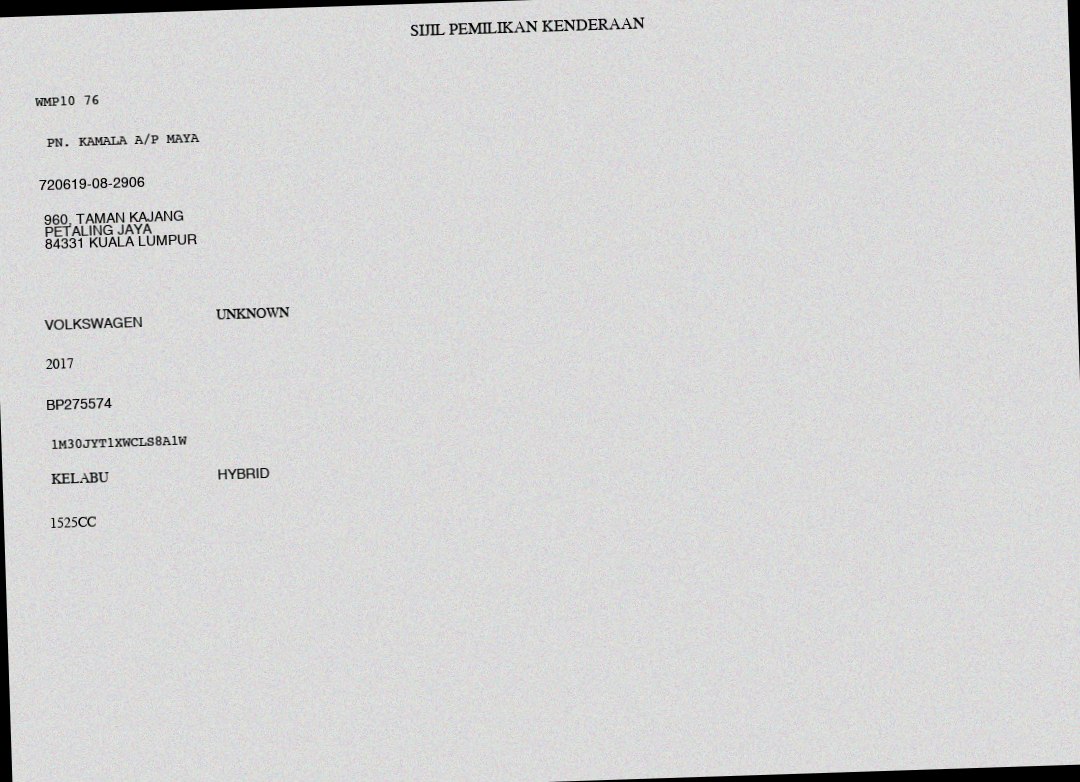 SIJIL PEMILIKAN KENDERAAN
WMP10 76
PN. KAMALA A/P MAYA
720619-08-2906
960, TAMAN KAJANG
PETALING JAYA
84331 KUALA LUMPUR
VOLKSWAGEN UNKNOWN
2017
BP275574
1M30JYT1XWCLS8A1W
KELABU HYBRID
1525CC